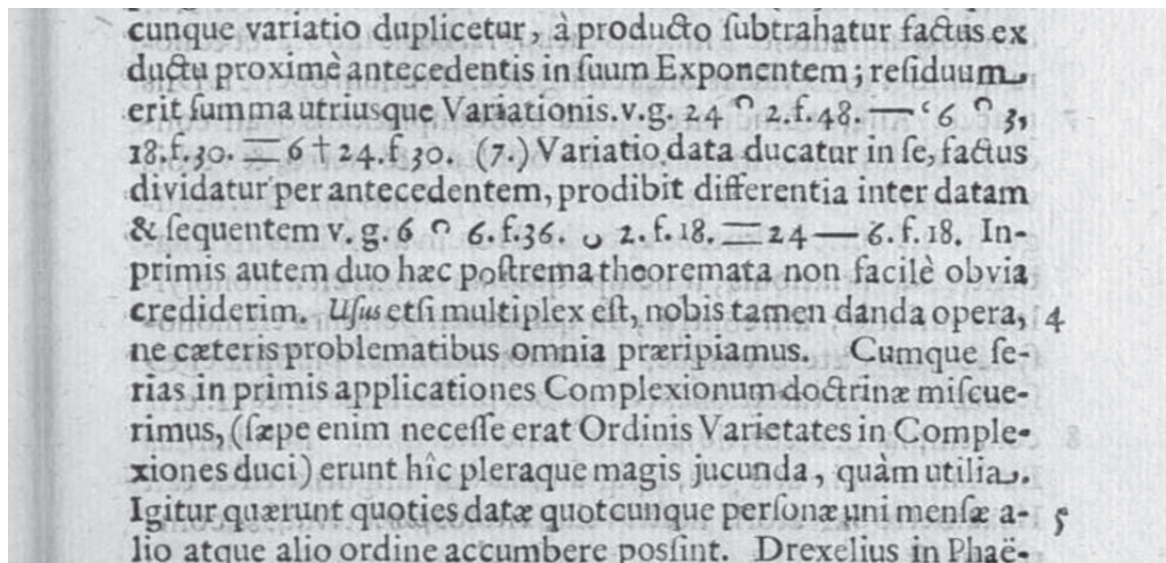 cunque variatio duplicetur, à producto ſubtrahatur factus ex
ductu proximè antecedentis in ſuum Exponentem; reſiduum
erit ſumma utriusque Variationis. v.g. 24 ⌒ 2. f. 48. — ‘6 ⌒ 3,
18. f. 30. = 6 † 24. f 30. (7.) Variatio data ducatur in ſe, factus
dividatur per antecedentem, prodibit differentia inter datam
& ſequentem v. g. 6 ⌒ 6. f. 36. ⌣ 2. f. 18. = 24 — 6. f. 18. In-
primis autem duo hæc poſtrema theoremata non facilè obvia
crediderim. Uſus etſi multiplex eſt, nobis tamen danda opera, 4
ne cæteris problematibus omnia præripiamus. Cumque ſe-
rias in primis applicationes Complexionum doctrinæ miſcue-
rimus, (ſæpe enim neceſſe erat Ordinis Varietates in Comple-
xiones duci) erunt hîc pleraque magis jucunda, quàm utilia.
Igitur quærunt quoties datæ quotcunque perſonæ uni menſæ a- 5
lio atque alio ordine accumbere poſſint. Drexelius in Phaë-